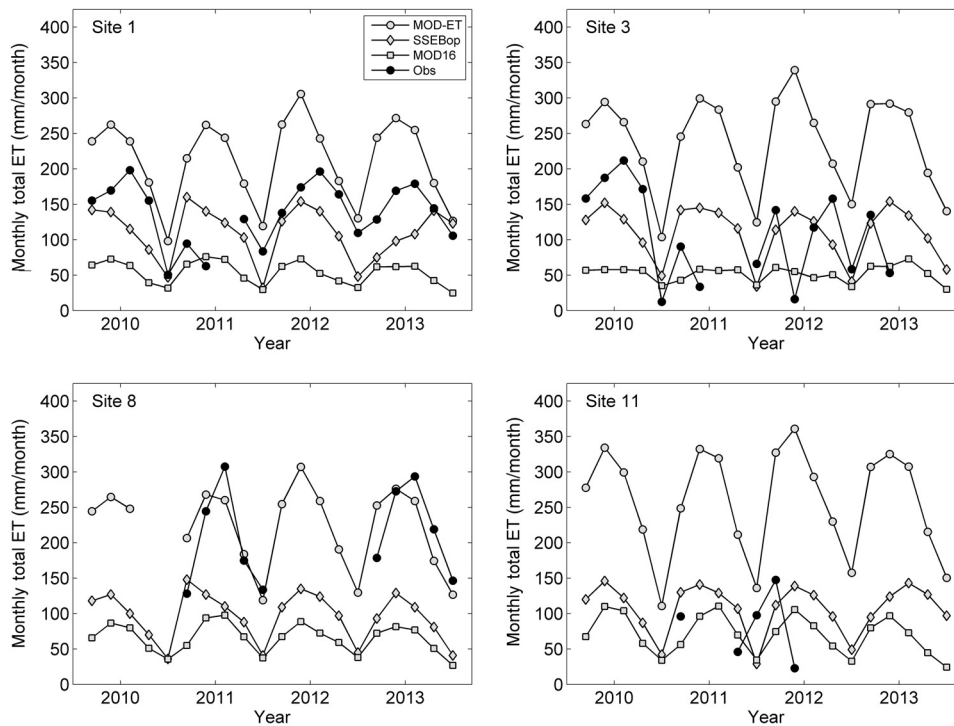 Site 1
MOD-ET
SSEBop
MOD16
Obs
Monthly total ET (mm/month)
400
350
300
250
200
150
100
50
0
2010 2011 2012 2013
Year
Site 3
Monthly total ET (mm/month)
400
350
300
250
200
150
100
50
0
2010 2011 2012 2013
Year
Site 8
Monthly total ET (mm/month)
400
350
300
250
200
150
100
50
0
2010 2011 2012 2013
Year
Site 11
Monthly total ET (mm/month)
400
350
300
250
200
150
100
50
0
2010 2011 2012 2013
Year